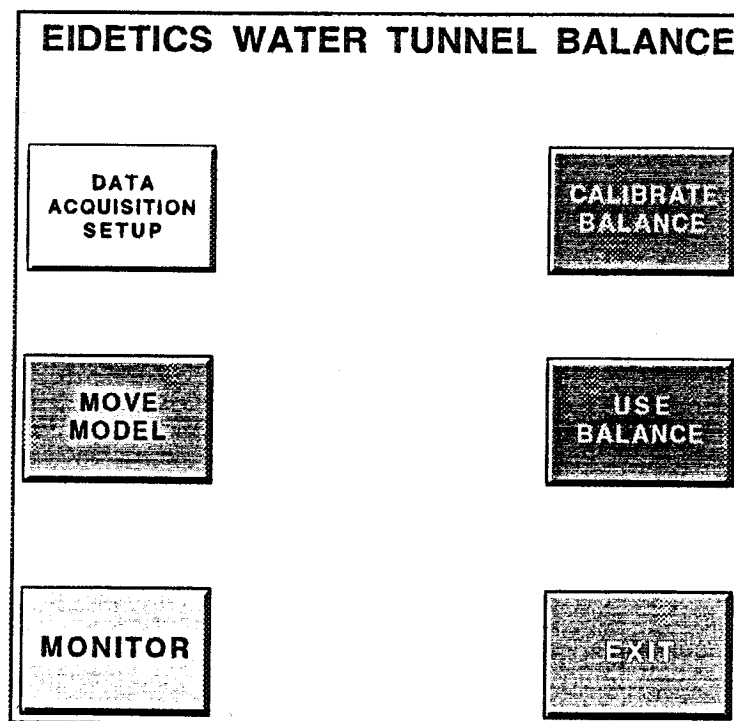 EIDETICS WATER TUNNEL BALANCE
DATA
ACQUISITION
SETUP
CALIBRATE
BALANCE
MOVE
MODEL
USE
BALANCE
MONITOR
EXIT